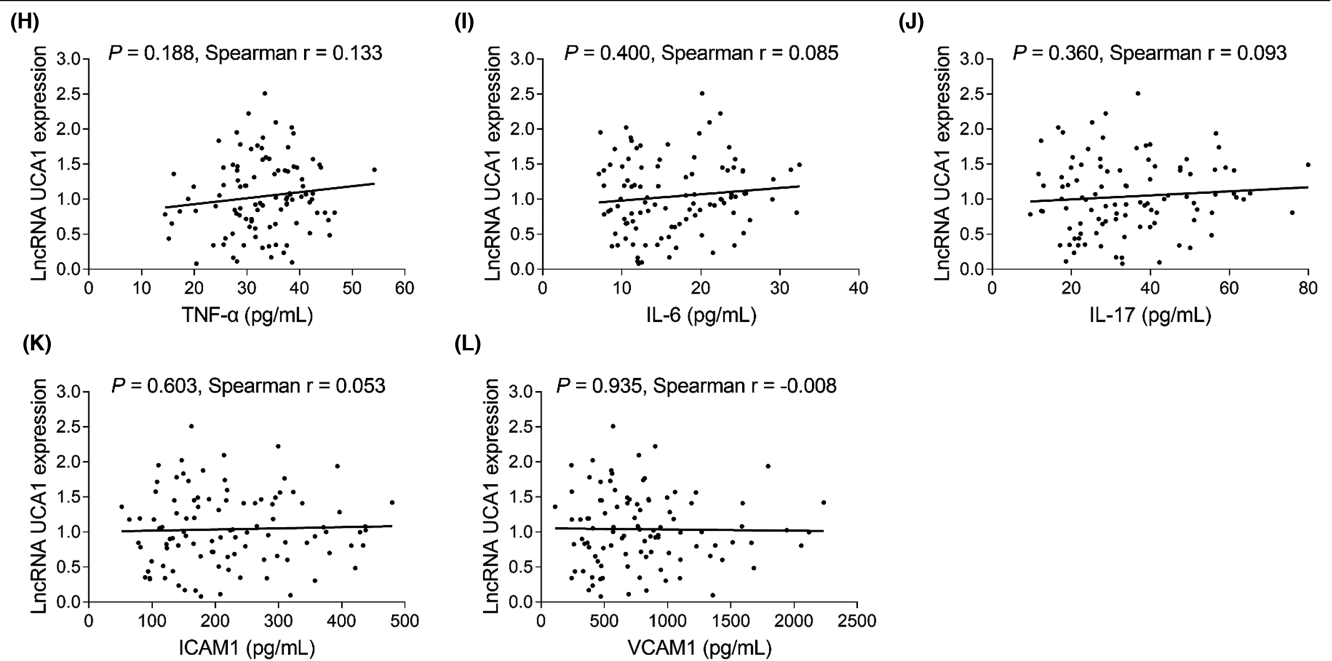 (H)
P = 0.188, Spearman r = 0.133
LncRNA UCA1 expression
3.0
2.5
2.0
1.5
1.0
0.5
0.0
0 10 20 30 40 50 60
TNF-α (pg/mL)
(I)
P = 0.400, Spearman r = 0.085
LncRNA UCA1 expression
3.0
2.5
2.0
1.5
1.0
0.5
0.0
0 10 20 30 40
IL-6 (pg/mL)
(J)
P = 0.360, Spearman r = 0.093
LncRNA UCA1 expression
3.0
2.5
2.0
1.5
1.0
0.5
0.0
0 20 40 60 80
IL-17 (pg/mL)
(K)
P = 0.603, Spearman r = 0.053
LncRNA UCA1 expression
3.0
2.5
2.0
1.5
1.0
0.5
0.0
0 100 200 300 400 500
ICAM1 (pg/mL)
(L)
P = 0.935, Spearman r = -0.008
LncRNA UCA1 expression
3.0
2.5
2.0
1.5
1.0
0.5
0.0
0 500 1000 1500 2000 2500
VCAM1 (pg/mL)